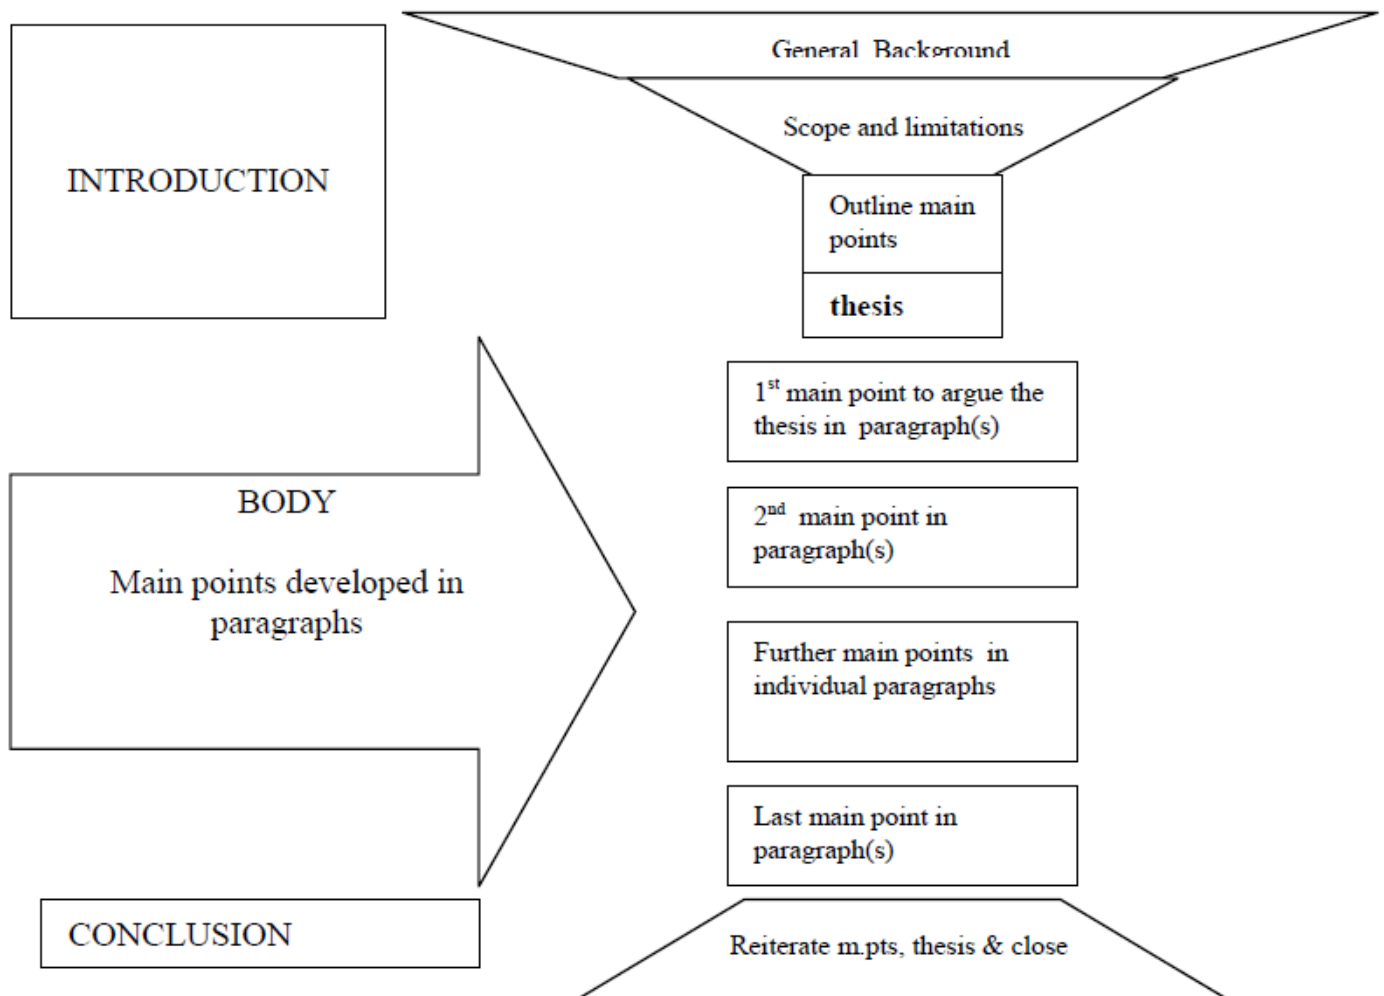 General Background
Scope and limitations
INTRODUCTION
Outline main
points
thesis
1st main point to argue the
thesis in paragraph(s)
BODY
Main points developed in
paragraphs
2nd main point in
paragraph(s)
Further main points in
individual paragraphs
Last main point in
paragraph(s)
CONCLUSION
Reiterate m.pts, thesis & close